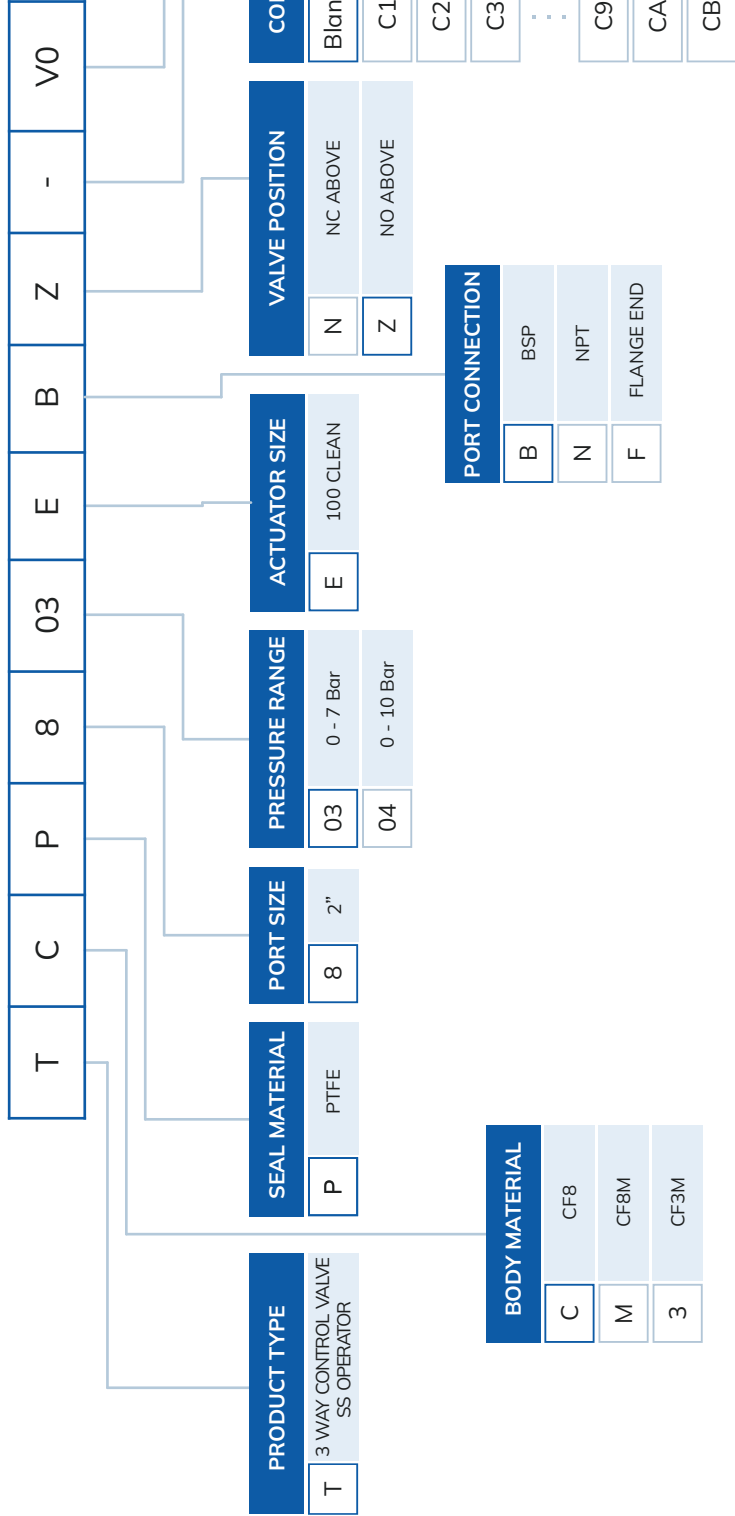 T C P 8 03 E B Z - V0
PRODUCT TYPE
T 3 WAY CONTROL VALVE
SS OPERATOR
BODY MATERIAL
C CF8
M CF8M
3 CF3M
SEAL MATERIAL
P PTFE
PORT SIZE
8 2”
PRESSURE RANGE
03 0 - 7 Bar
04 0 - 10 Bar
ACTUATOR SIZE
E 100 CLEAN
PORT CONNECTION
B BSP
N NPT
F FLANGE END
VALVE POSITION
N NC ABOVE
Z NO ABOVE
Blan
C1
C2
C3
....
C9
CA
CB